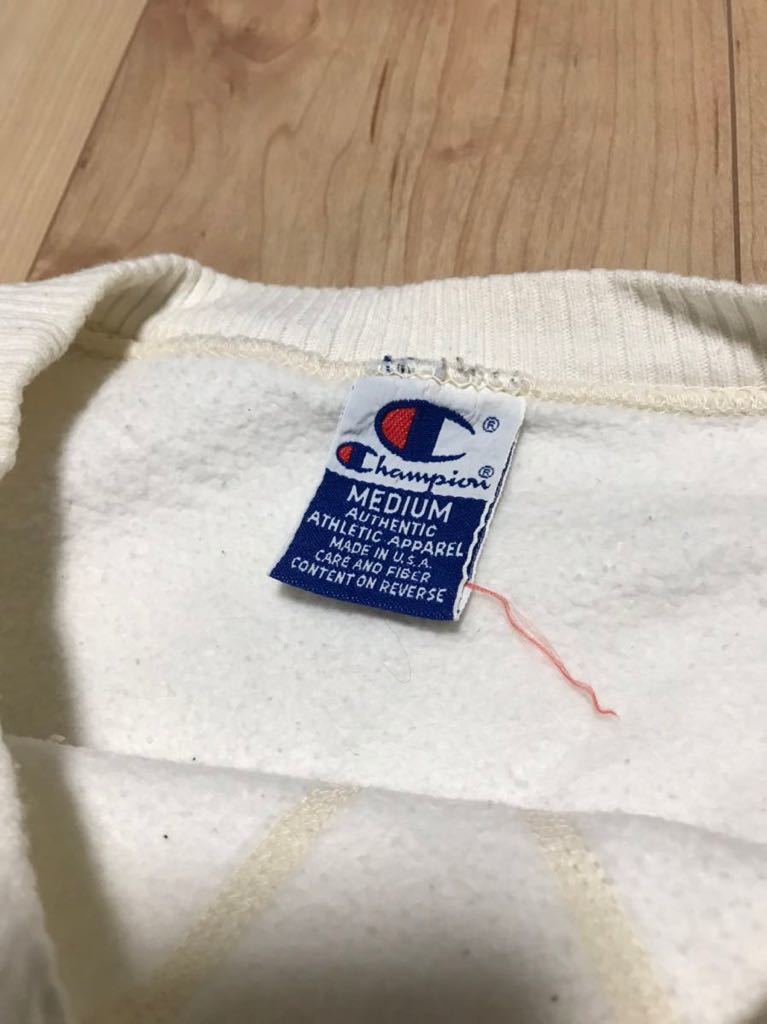 ®
Champion®
MEDIUM
AUTHENTIC
ATHLETIC APPAREL
MADE IN U.S.A.
CARE AND FIBER
CONTENT ON REVERSE